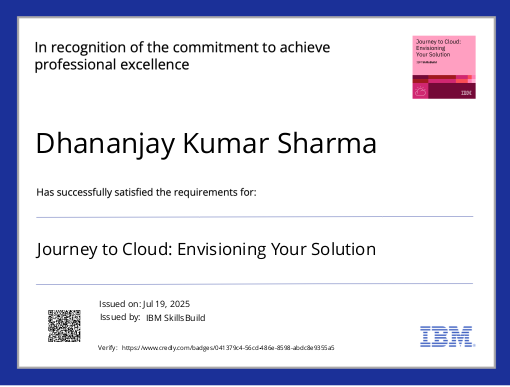 In recognition of the commitment to achieve
professional excellence
Journey to Cloud:
Envisioning
Your Solution
IBM SkillsBuild
IBM
Dhananjay Kumar Sharma
Has successfully satisfied the requirements for:
Journey to Cloud: Envisioning Your Solution
Issued on: Jul 19, 2025
Issued by: IBM SkillsBuild
Verify: https://www.credly.com/badges/041379c4-56cd-486e-8598-abdc8e9355a5
IBM.